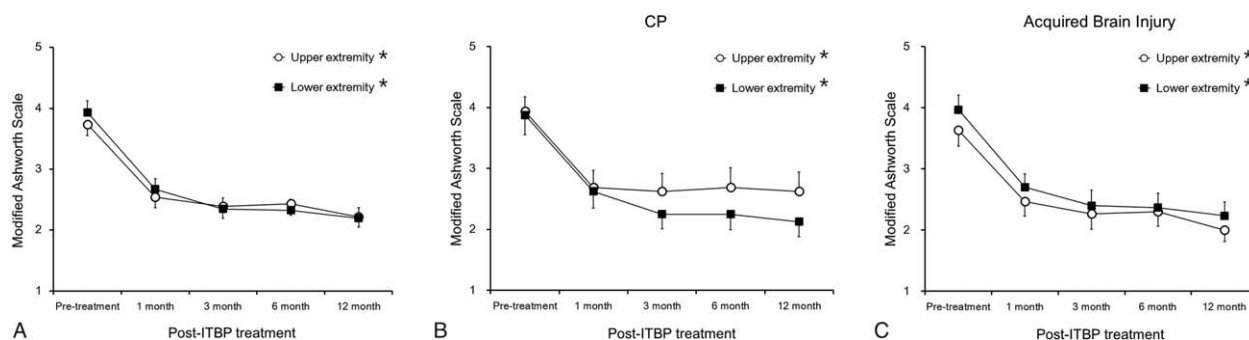 5
4
3
2
1
Modified Ashworth Scale
Upper extremity *
Lower extremity *
Pre-treatment 1 month 3 month 6 month 12 month
A
Post-ITBP treatment
CP
5
4
3
2
1
Modified Ashworth Scale
Upper extremity *
Lower extremity *
Pre-treatment 1 month 3 month 6 month 12 month
B
Post-ITBP treatment
Acquired Brain Injury
5
4
3
2
1
Modified Ashworth Scale
Upper extremity *
Lower extremity *
Pre-treatment 1 month 3 month 6 month 12 month
C
Post-ITBP treatment